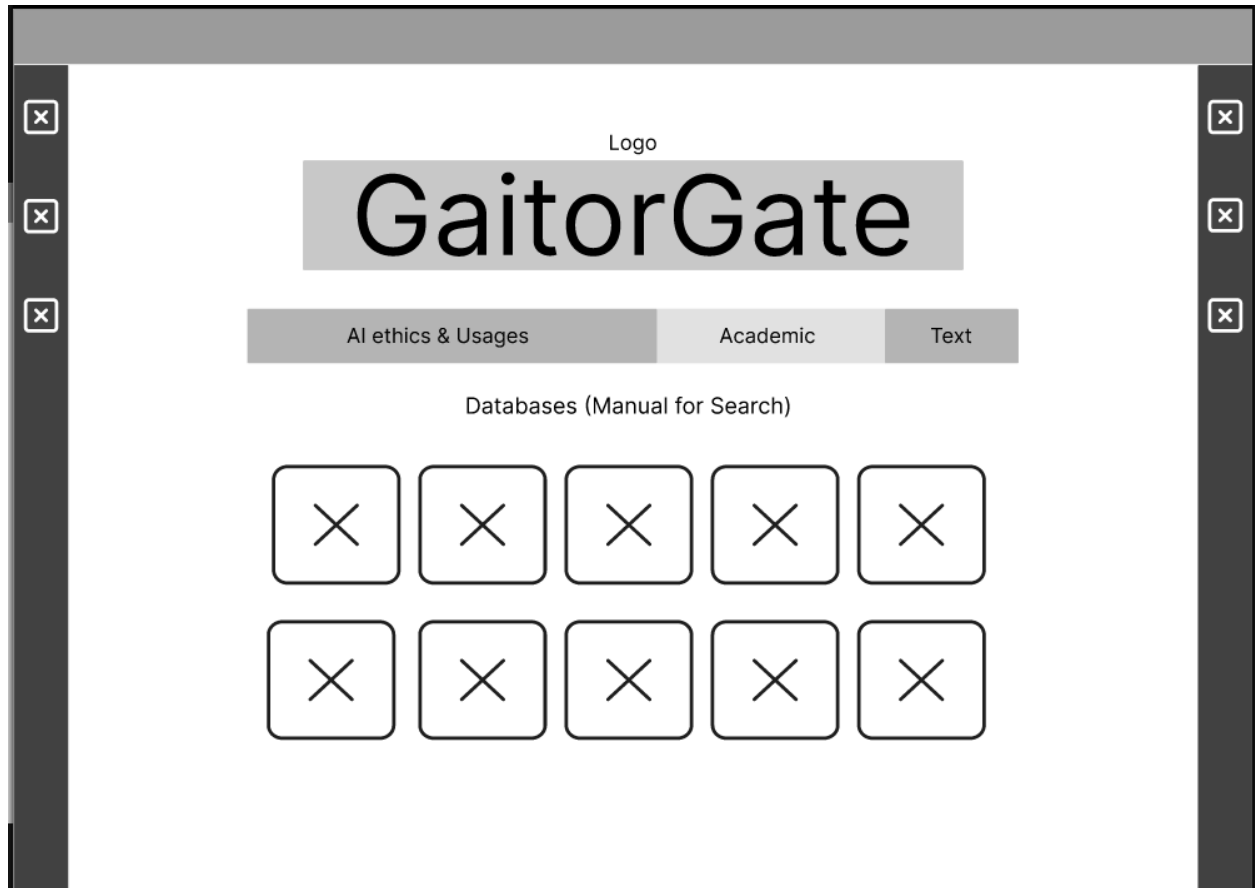 Logo
GaitorGate
AI ethics & Usages Academic Text
Databases (Manual for Search)